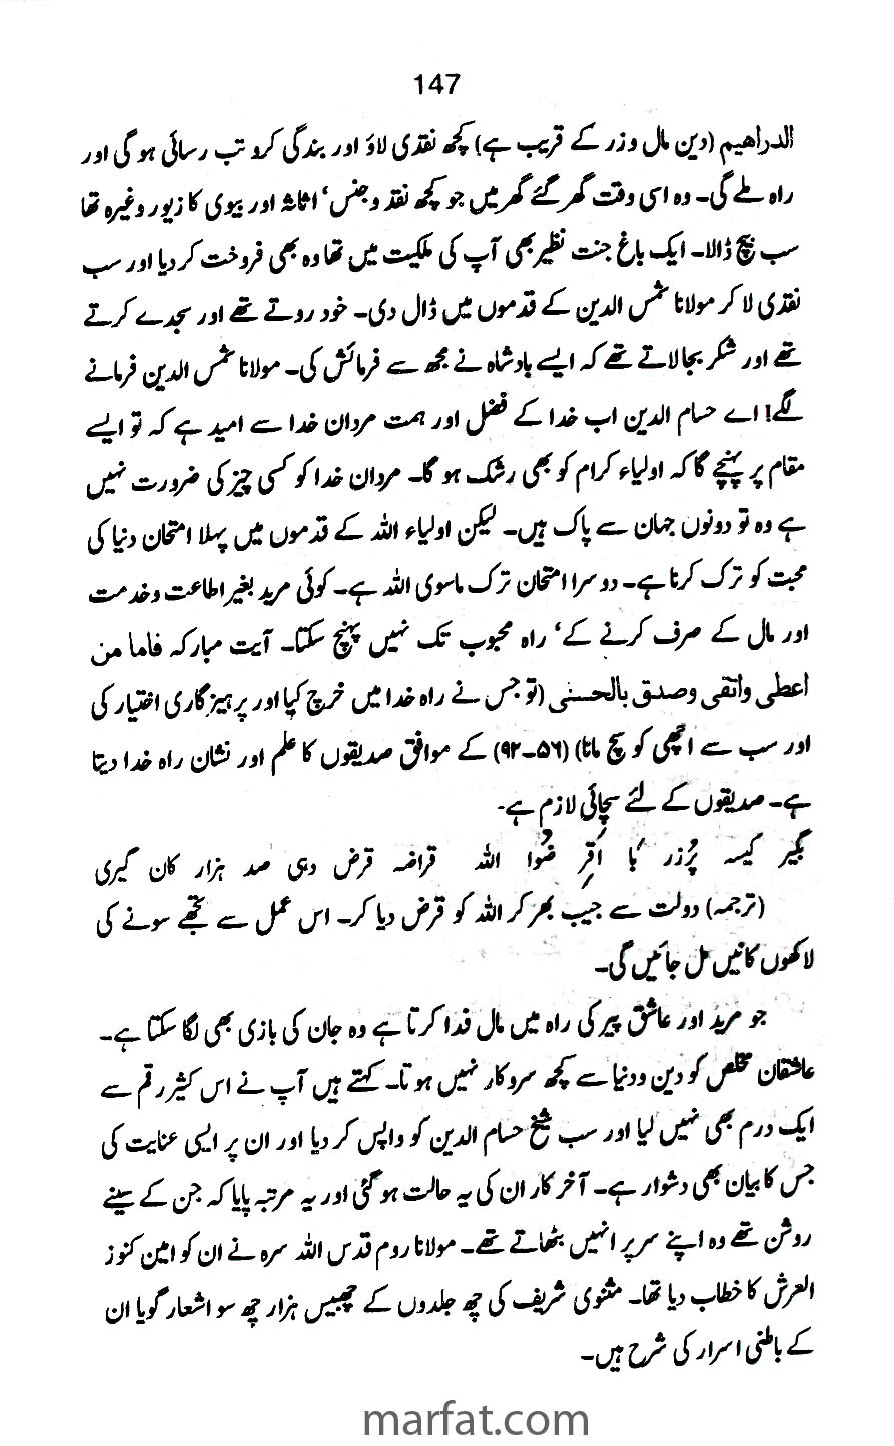 147
الدراھیم (دین مال و زر کے قریب ہے) کچھ نقدی لاؤ اور بندگی کرو تب رسائی ہو گی اور
راہ ملے گی۔ وہ اسی وقت گھر گئے گھر میں جو کچھ نقد و جنس، اثاثہ اور بیوی کا زیور وغیرہ تھا
سب بیچ ڈالا۔ ایک باغ جنت نظیر بھی آپ کی ملکیت میں تھا وہ بھی فروخت کر دیا اور سب
نقدی لا کر مولانا شمس الدین کے قدموں میں ڈال دی۔ خود روتے تھے اور سجدے کرتے
تھے اور شکر بجا لاتے تھے کہ ایسے بادشاہ نے مجھ سے فرمائش کی۔ مولانا شمس الدین فرمانے
لگے! اے حسام الدین اب خدا کے فضل اور ہمت مردان خدا سے امید ہے کہ تو ایسے
مقام پر پہنچے گا کہ اولیاء کرام کو بھی رشک ہو گا۔ مردان خدا کو کسی چیز کی ضرورت نہیں
ہے وہ تو دونوں جہان سے پاک ہیں۔ لیکن اولیاء اللہ کے قدموں میں پہلا امتحان دنیا کی
محبت کو ترک کرنا ہے۔ دوسرا امتحان ترک ماسوی اللہ ہے۔ کوئی مرید بغیر اطاعت و خدمت
اور مال کے صرف کرنے کے، راہ محبوب تک نہیں پہنچ سکتا۔ آیت مبارکہ فاما من
اعطی واتقی وصدق بالحسنی (تو جس نے راہ خدا میں خرچ کیا اور پرہیزگاری اختیار کی
اور سب سے اچھی کو سچ مانا) (۵۶۔۹۲) کے موافق صدیقوں کا علم اور نشان راہ خدا دیتا
ہے۔ صدیقوں کے لئے سچائی لازم ہے۔
بگیر کیسہ پُرزر بَا اَقرِضُوا اللہ قراضہ قرض دہی صد ہزار کان گیری
(ترجمہ) دولت سے جیب بھر کر اللہ کو قرض دیا کر۔ اس عمل سے تجھے سونے کی
لاکھوں کانیں مل جائیں گی۔
جو مرید اور عاشق پیر کی راہ میں مال فدا کرتا ہے وہ جان کی بازی بھی لگا سکتا ہے۔
عاشقان مخلص کو دین و دنیا سے کچھ سروکار نہیں ہوتا۔ کہتے ہیں آپ نے اس کثیر رقم سے
ایک درم بھی نہیں لیا اور سب شیخ حسام الدین کو واپس کر دیا اور ان پر ایسی عنایت کی
جس کا بیان بھی دشوار ہے۔ آخر کار ان کی یہ حالت ہو گئی اور یہ مرتبہ پایا کہ جن کے سینے
روشن تھے وہ اپنے سر پر انہیں بٹھاتے تھے۔ مولانا روم قدس اللہ سرہ نے ان کو امین کنوز
العرش کا خطاب دیا تھا۔ مثنوی شریف کی چھ جلدوں کے چھبیس ہزار چھ سو اشعار گویا ان
کے باطنی اسرار کی شرح ہیں۔
marfat.com